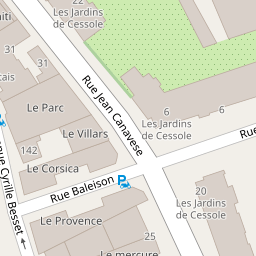 22
Les Jardins
de Cessole
31
31
Rue Jean Canavese
Le Parc
6
6
Les Jardins
de Cessole
Le Villars
142
Le Corsica
Rue Baleison
P
Cyrille Besset
20
Les Jardins
de Cessole
Le Provence
25
Le mercure